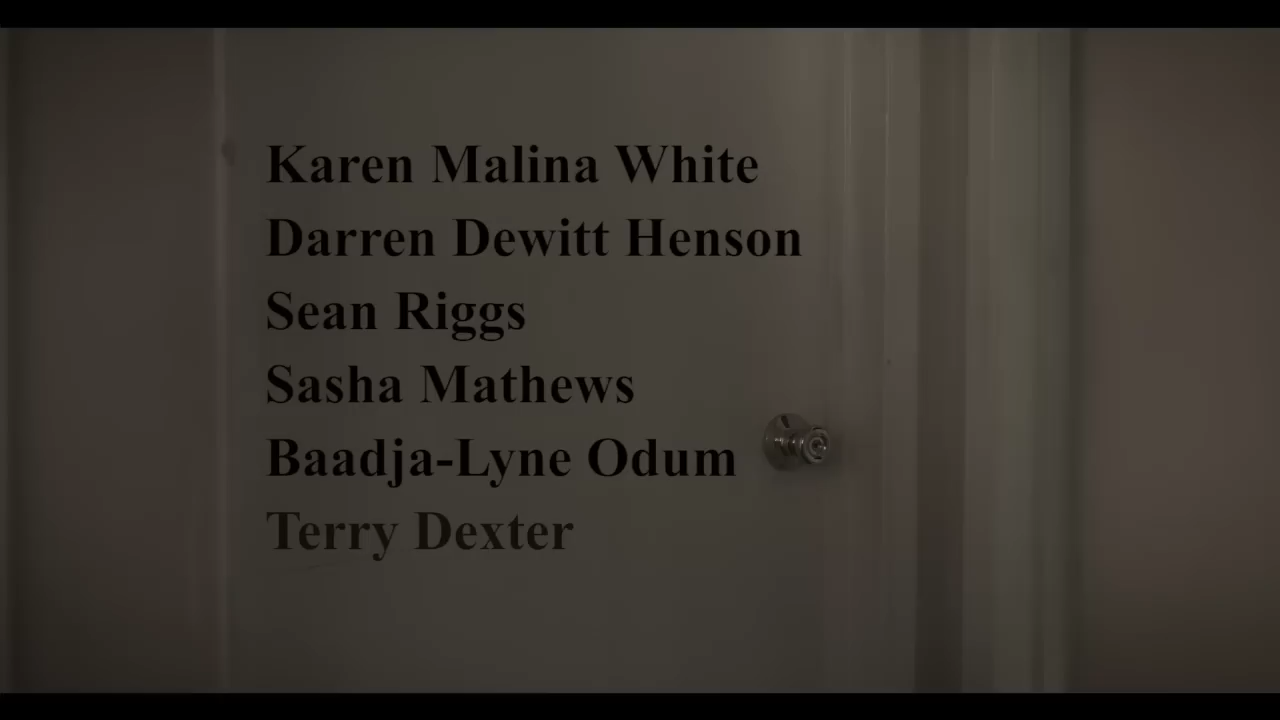 Karen Malina White
Darren Dewitt Henson
Sean Riggs
Sasha Mathews
Baadja-Lyne Odum
Terry Dexter